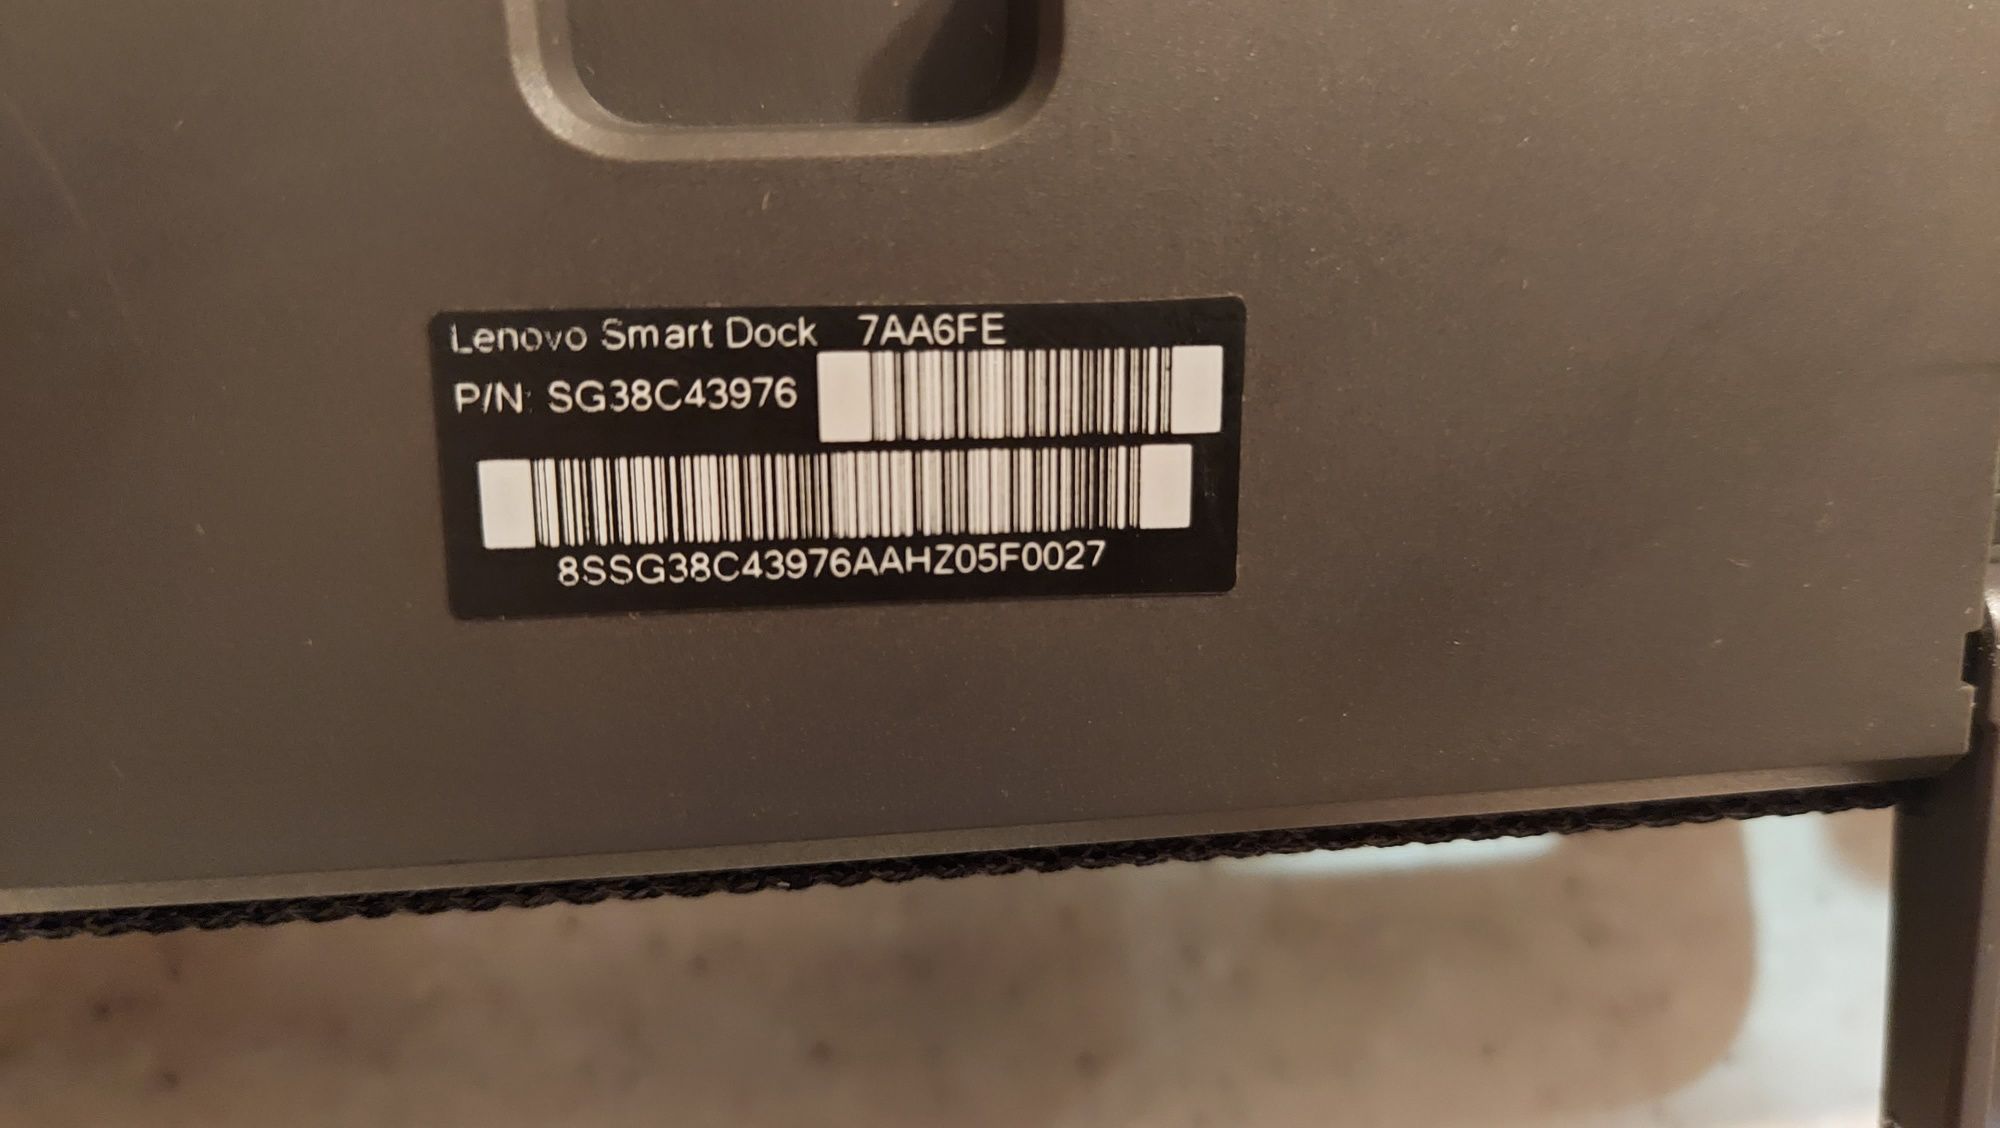 Lenovo Smart Dock 7AA6FE
P/N: SG38C43976
8SSG38C43976AAHZ05F0027